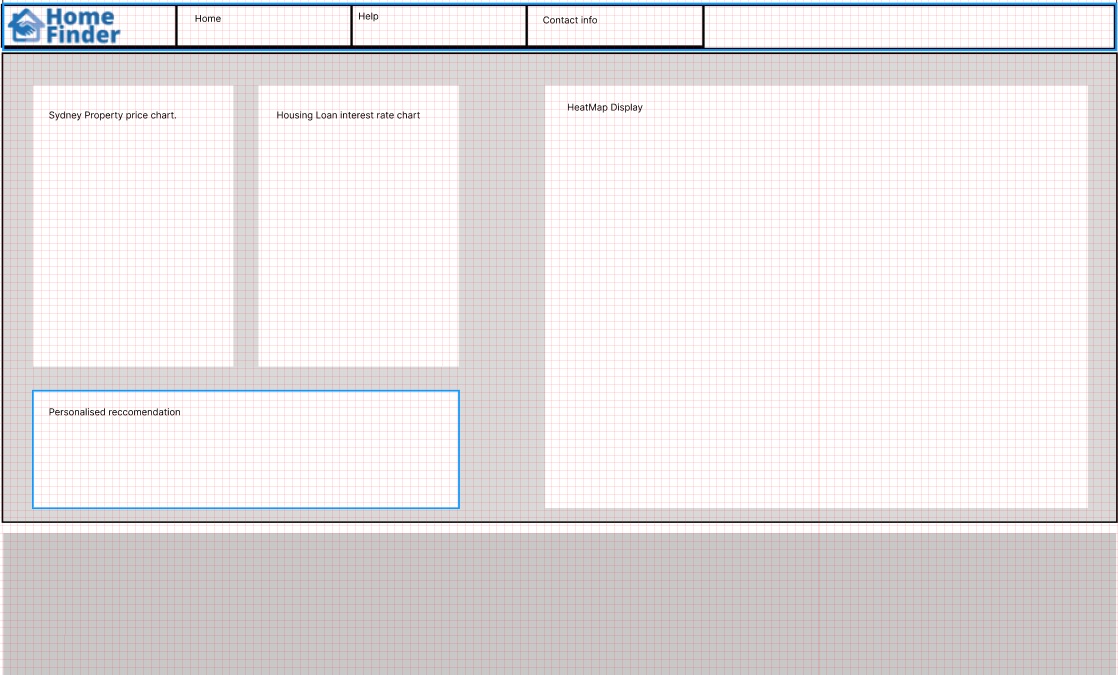 Home
Finder
Home
Help
Contact info
Sydney Property price chart.
Housing Loan interest rate chart
HeatMap Display
Personalised reccomendation